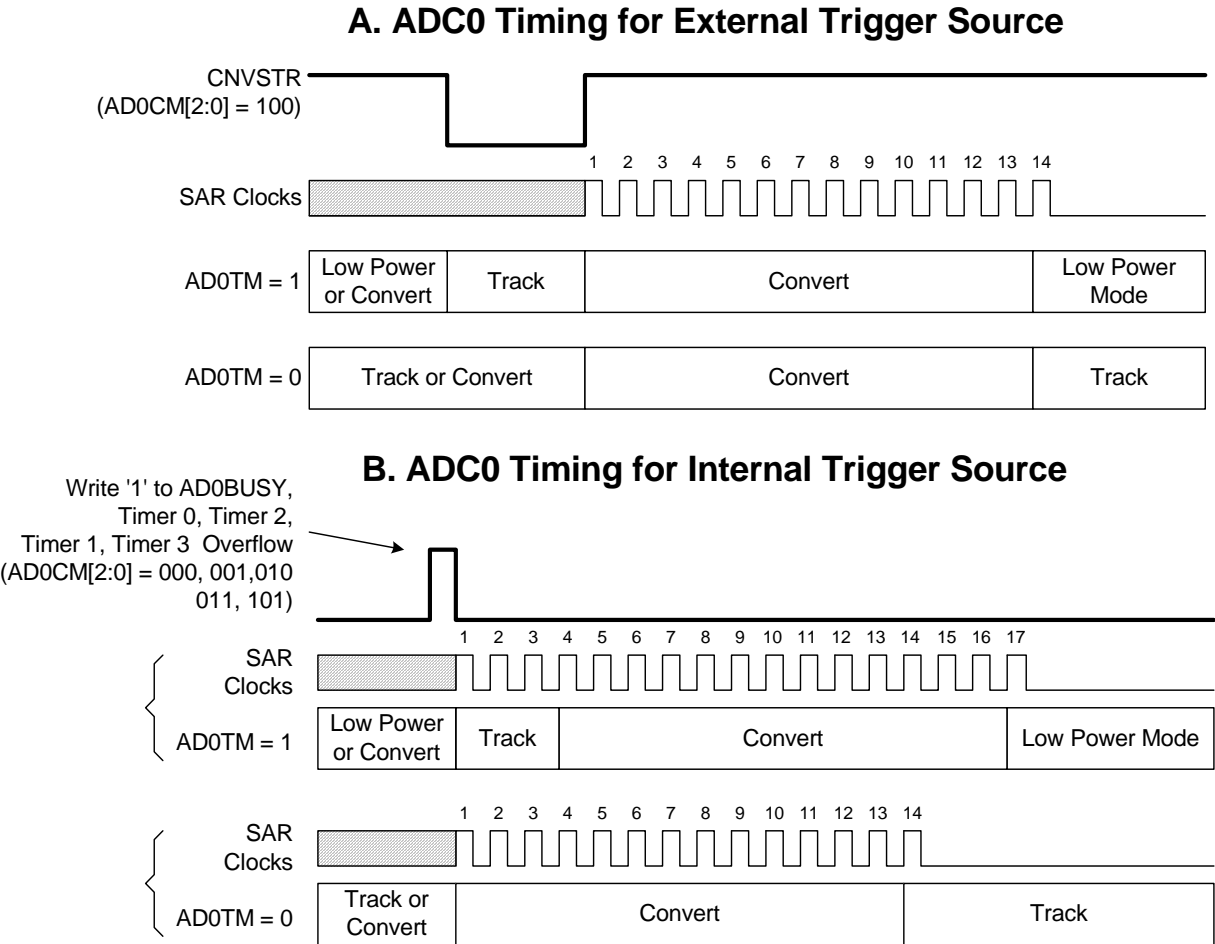 A. ADC0 Timing for External Trigger Source
CNVSTR
(AD0CM[2:0] = 100)
1 2 3 4 5 6 7 8 9 10 11 12 13 14
SAR Clocks
AD0TM = 1
Low Power
or Convert
Track
Convert
Low Power
Mode
AD0TM = 0
Track or Convert
Convert
Track
B. ADC0 Timing for Internal Trigger Source
Write '1' to AD0BUSY,
Timer 0, Timer 2,
Timer 1, Timer 3 Overflow
(AD0CM[2:0] = 000, 001,010
011, 101)
1 2 3 4 5 6 7 8 9 10 11 12 13 14 15 16 17
SAR
Clocks
AD0TM = 1
Low Power
or Convert
Track
Convert
Low Power Mode
1 2 3 4 5 6 7 8 9 10 11 12 13 14
SAR
Clocks
AD0TM = 0
Track or
Convert
Convert
Track